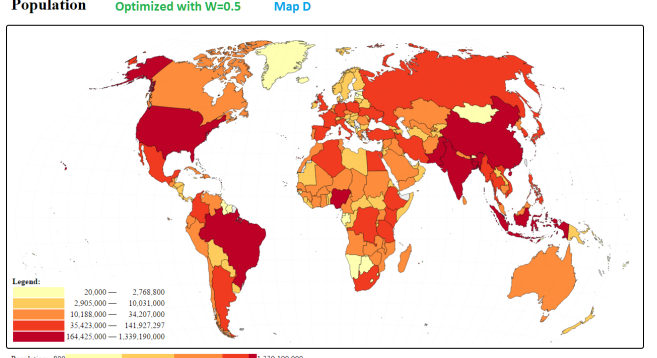 Population Optimized with W=0.5 Map D
Legend:
20,000 — 2,768,800
2,905,000 — 10,031,000
10,188,000 — 34,207,000
35,423,000 — 141,927,297
164,425,000 — 1,339,190,000